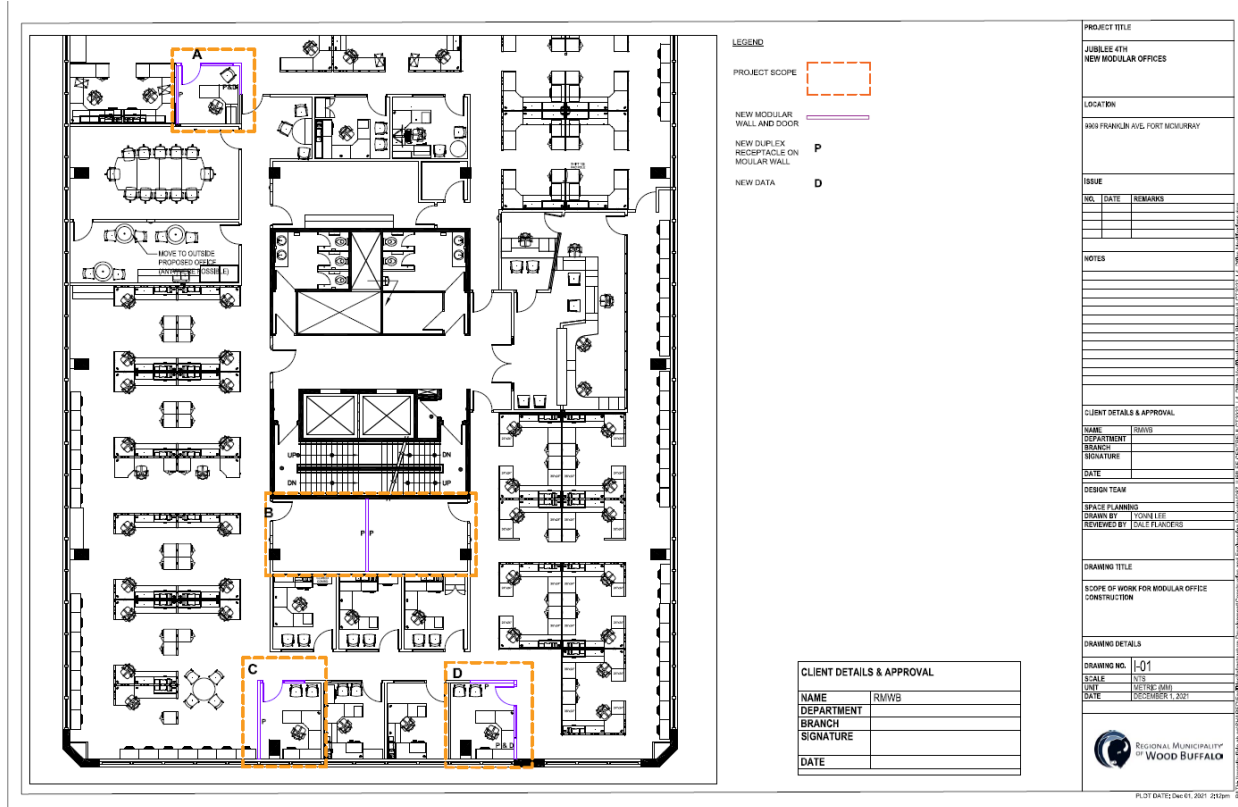 A
P&D
MOVE TO OUTSIDE
PROPOSED OFFICE
(ANYWHERE POSSIBLE)
UP
DN
DN
UP
B
P P
C
P
D
P
P & D
LEGEND
PROJECT SCOPE
NEW MODULAR
WALL AND DOOR
NEW DUPLEX
RECEPTACLE ON
MOULAR WALL
P
NEW DATA
D
CLIENT DETAILS & APPROVAL
NAME RMWB
DEPARTMENT
BRANCH
SIGNATURE
DATE
PROJECT TITLE
JUBILEE 4TH
NEW MODULAR OFFICES
LOCATION
9909 FRANKLIN AVE. FORT MCMURRAY
ISSUE
NO. DATE REMARKS
NOTES
CLIENT DETAILS & APPROVAL
NAME RMWB
DEPARTMENT
BRANCH
SIGNATURE
DATE
DESIGN TEAM
SPACE PLANNING
DRAWN BY YONNI LEE
REVIEWED BY DALE FLANDERS
DRAWING TITLE
SCOPE OF WORK FOR MODULAR OFFICE
CONSTRUCTION
DRAWING DETAILS
DRAWING NO. I-01
SCALE NTS
UNIT METRIC (MM)
DATE DECEMBER 1, 2021
REGIONAL MUNICIPALITY
OF WOOD BUFFALO
PLOT DATE: Dec 01, 2021 2:12pm